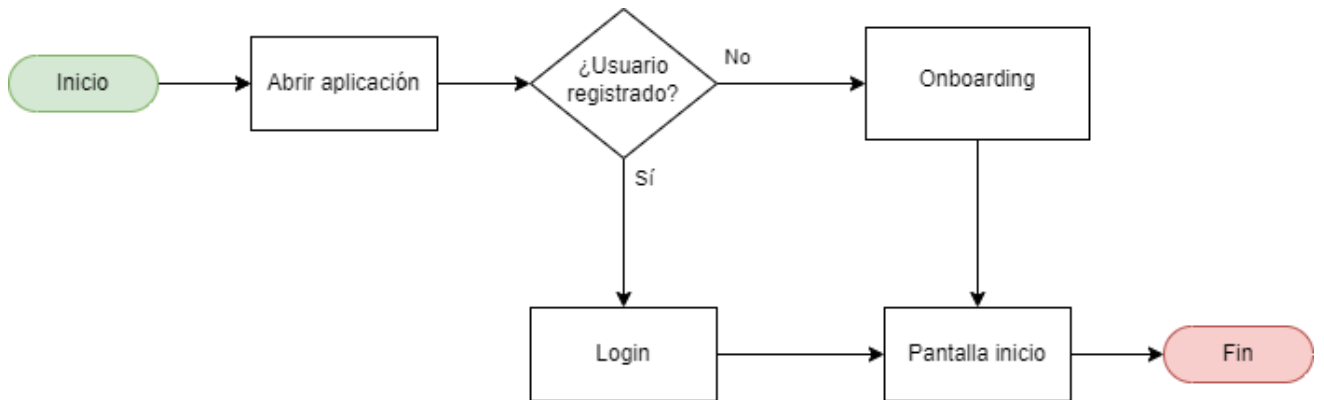 Inicio
Abrir aplicación
¿Usuario
registrado?
No
Onboarding
Sí
Login
Pantalla inicio
Fin